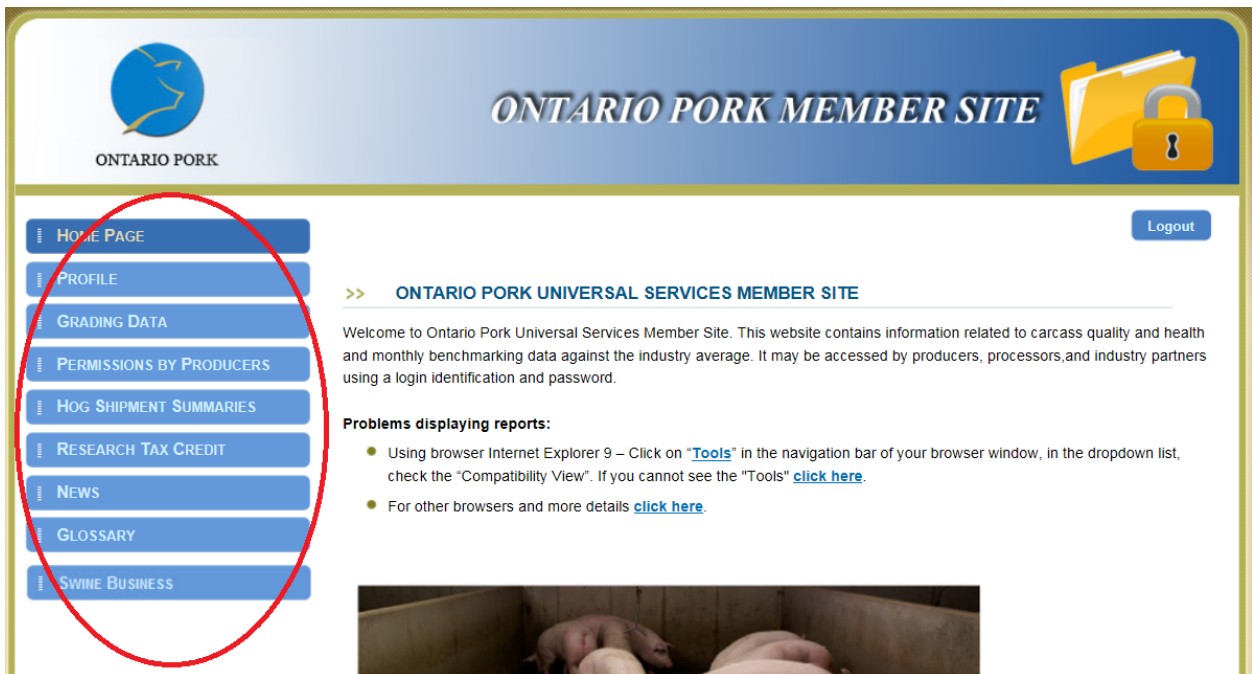 ONTARIO PORK MEMBER SITE
ONTARIO PORK
HOME PAGE
PROFILE
GRADING DATA
PERMISSIONS BY PRODUCERS
HOG SHIPMENT SUMMARIES
RESEARCH TAX CREDIT
NEWS
GLOSSARY
SWINE BUSINESS
Logout
>> ONTARIO PORK UNIVERSAL SERVICES MEMBER SITE
Welcome to Ontario Pork Universal Services Member Site. This website contains information related to carcass quality and health
and monthly benchmarking data against the industry average. It may be accessed by producers, processors,and industry partners
using a login identification and password.
Problems displaying reports:
Using browser Internet Explorer 9 – Click on “Tools” in the navigation bar of your browser window, in the dropdown list,
check the “Compatibility View”. If you cannot see the "Tools" click here.
For other browsers and more details click here.